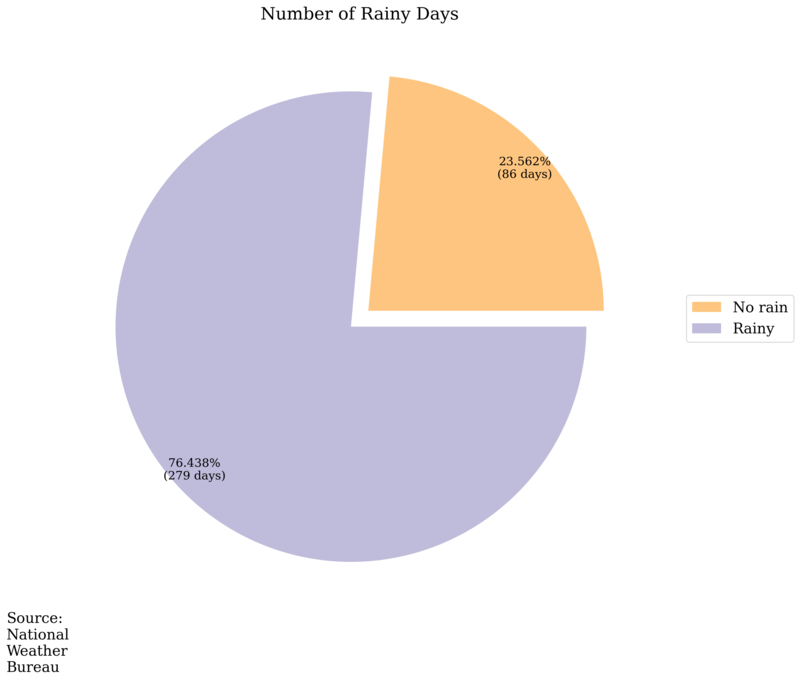 Number of Rainy Days
23.562%
(86 days)
No rain
Rainy
76.438%
(279 days)
Source:
National
Weather
Bureau